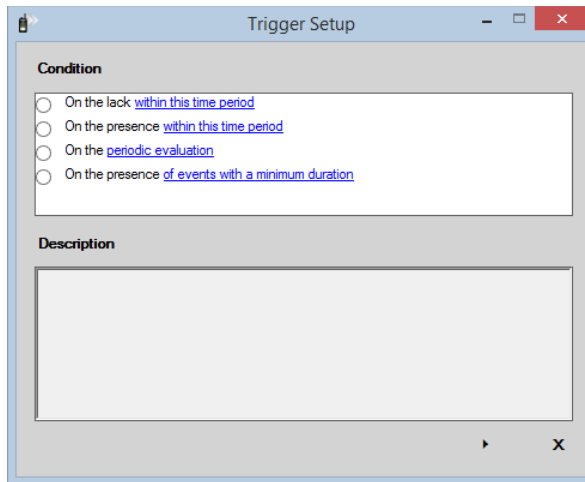 Trigger Setup
Condition
On the lack within this time period
On the presence within this time period
On the periodic evaluation
On the presence of events with a minimum duration
Description
X